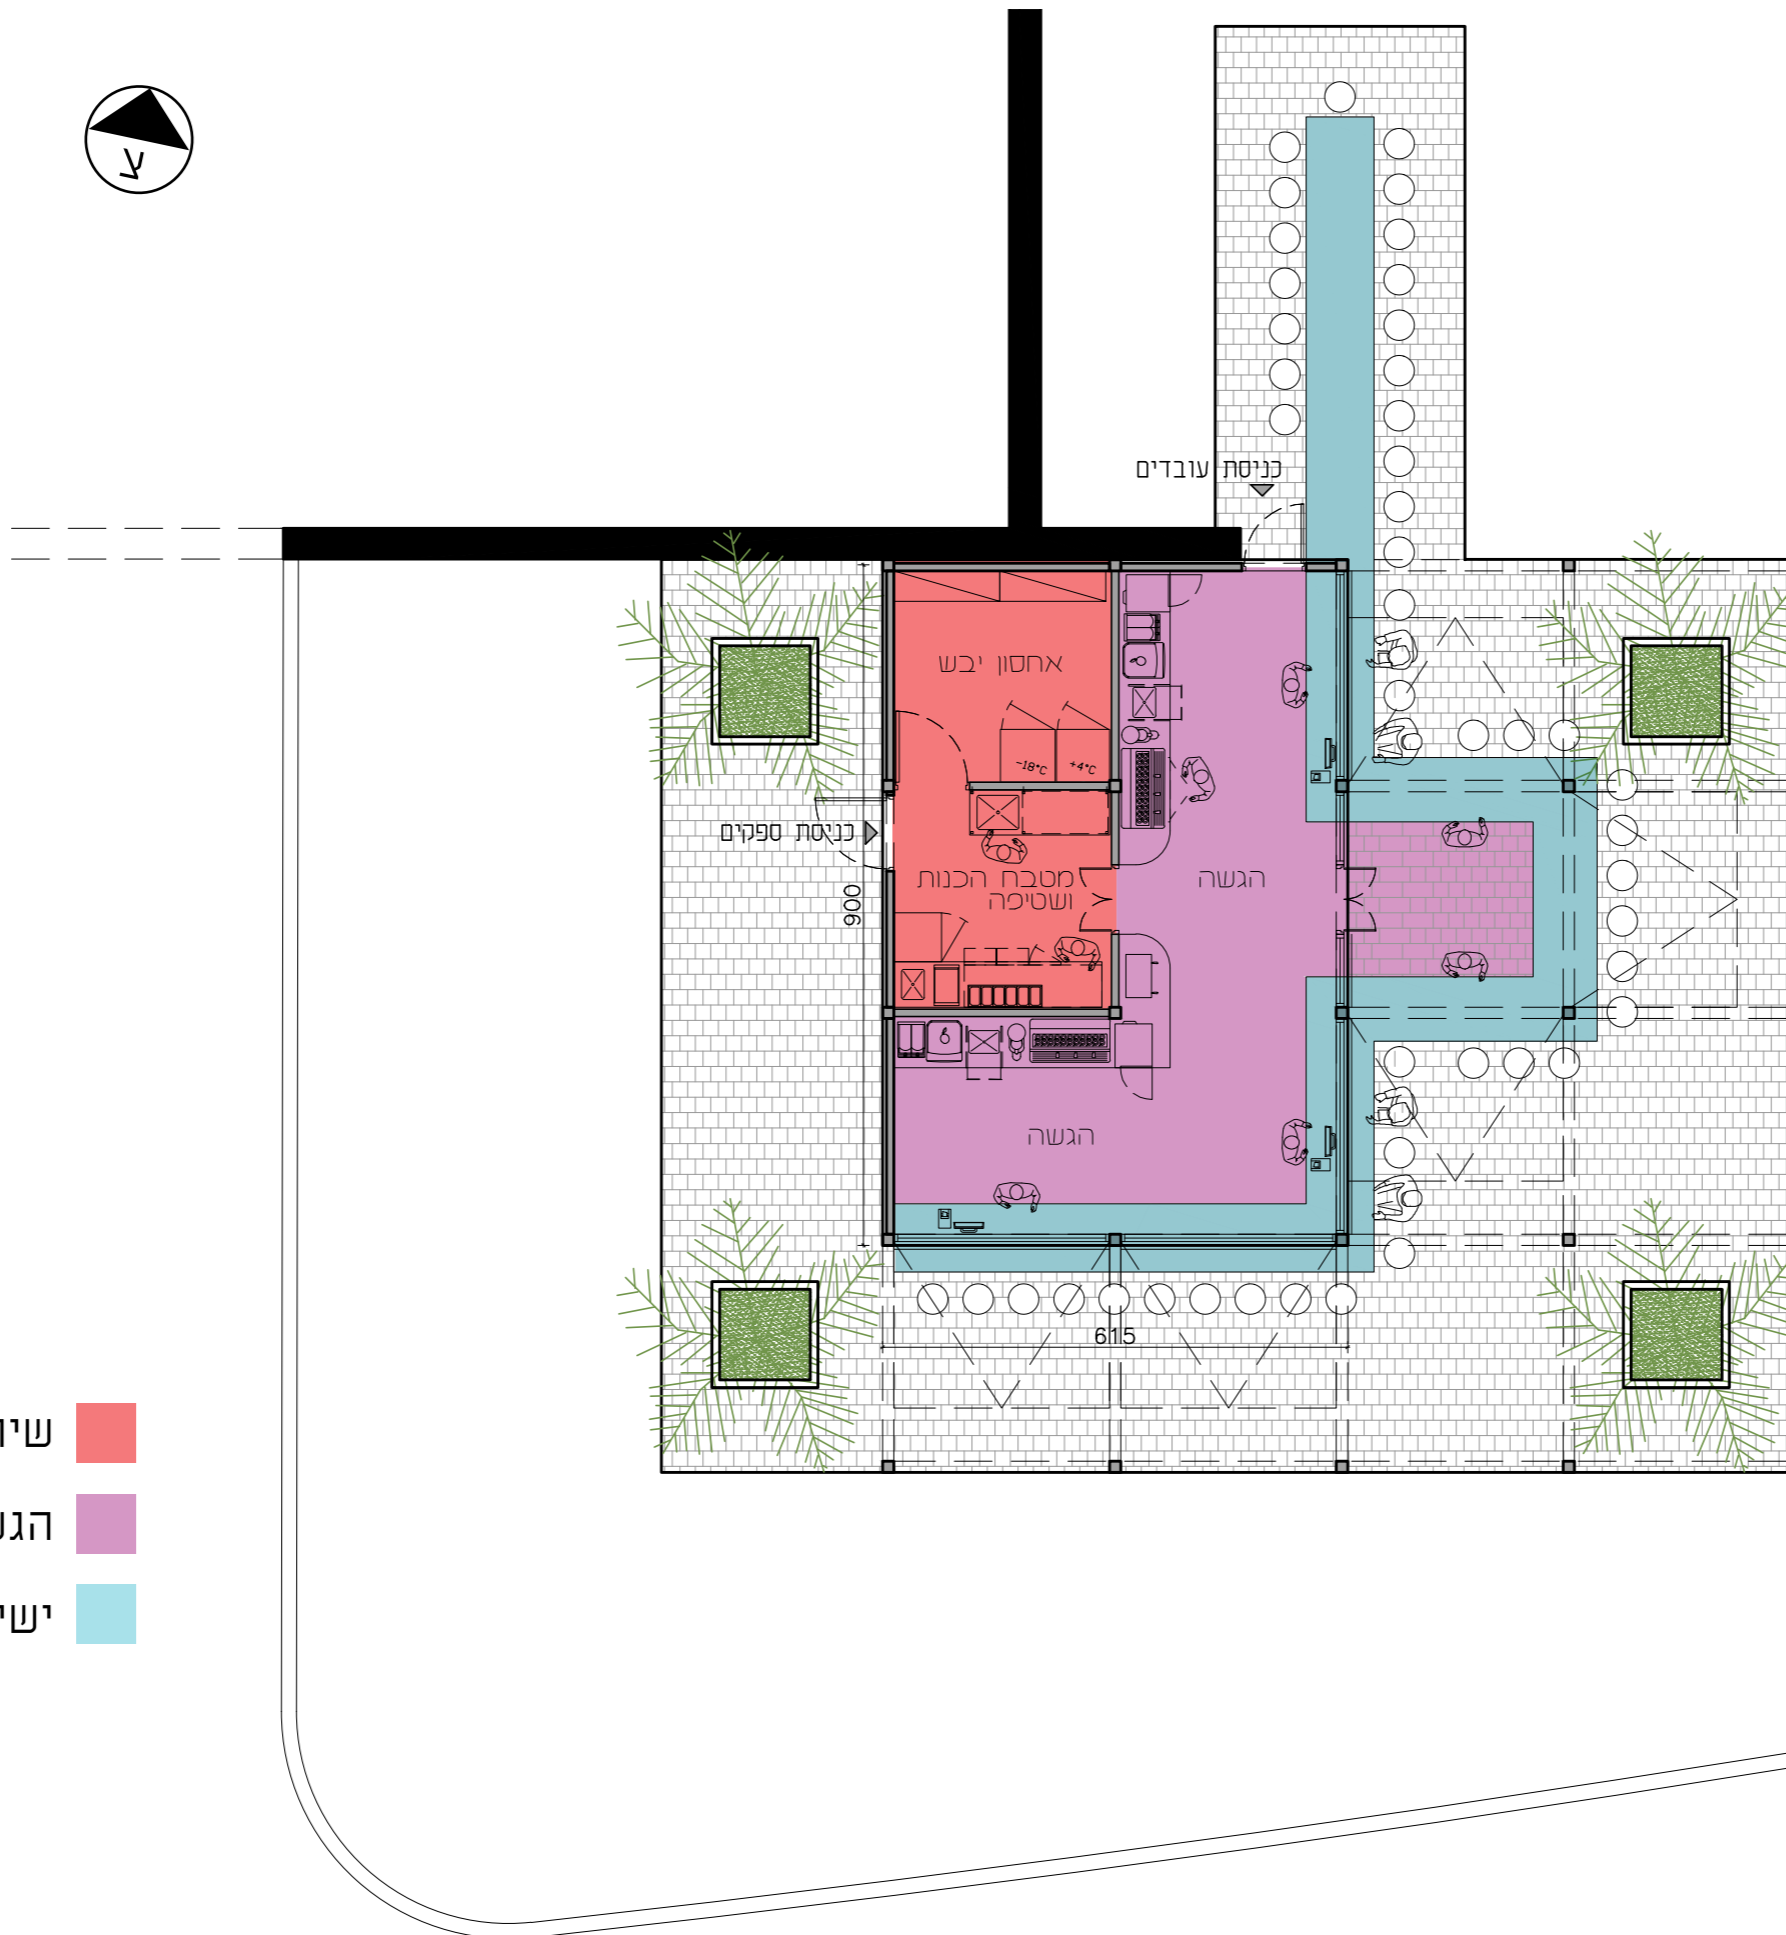 צ
כניסת עובדים
אחסון יבש
-18°C
+4°C
כניסת ספקים
מטבח הכנות
ושטיפה
הגשה
900
הגשה
615